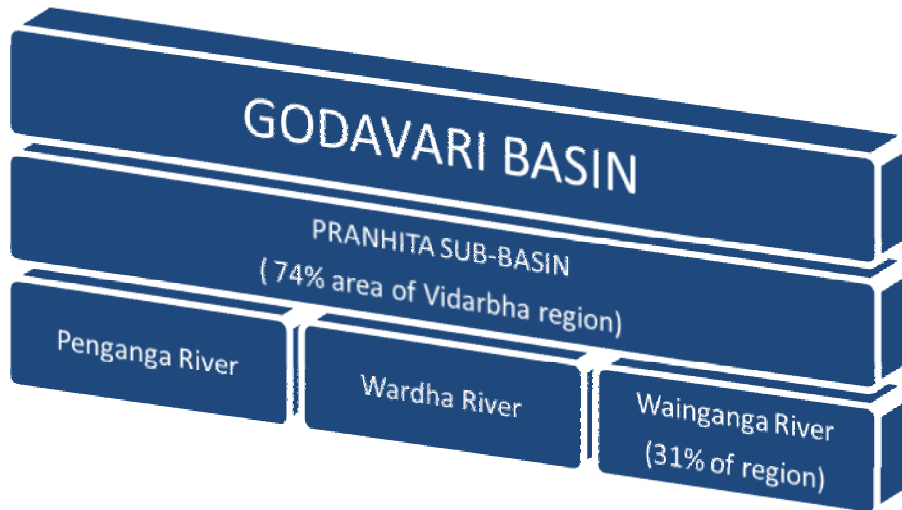 GODAVARI BASIN
PRANHITA SUB-BASIN
( 74% area of Vidarbha region)
Penganga River
Wardha River
Wainganga River
(31% of region)